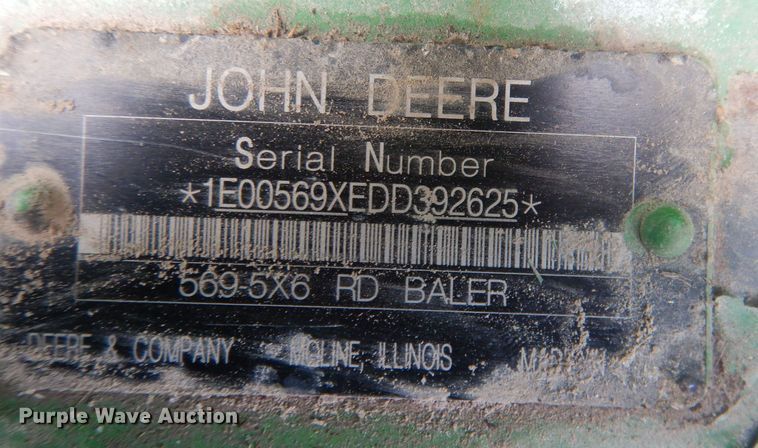 JOHN DEERE
Serial Number
*1E00569XEDD392625*
569-5X6 RD BALER
DEERE & COMPANY MOLINE, ILLINOIS
Purple Wave Auction